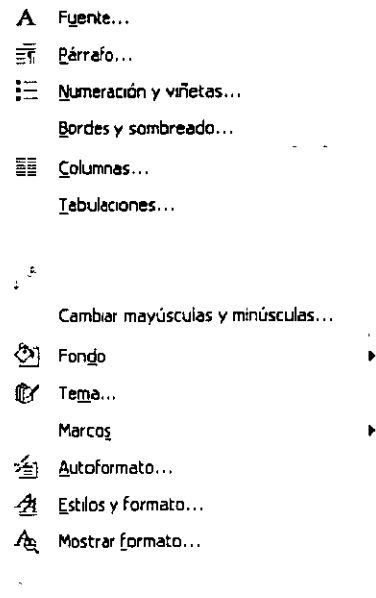 Fuente...
Párrafo...
Numeración y viñetas...
Bordes y sombreado...
Columnas...
Tabulaciones...
Cambiar mayúsculas y minúsculas...
Fondo
Tema...
Marcos
Autoformato...
Estilos y formato...
Mostrar formato...